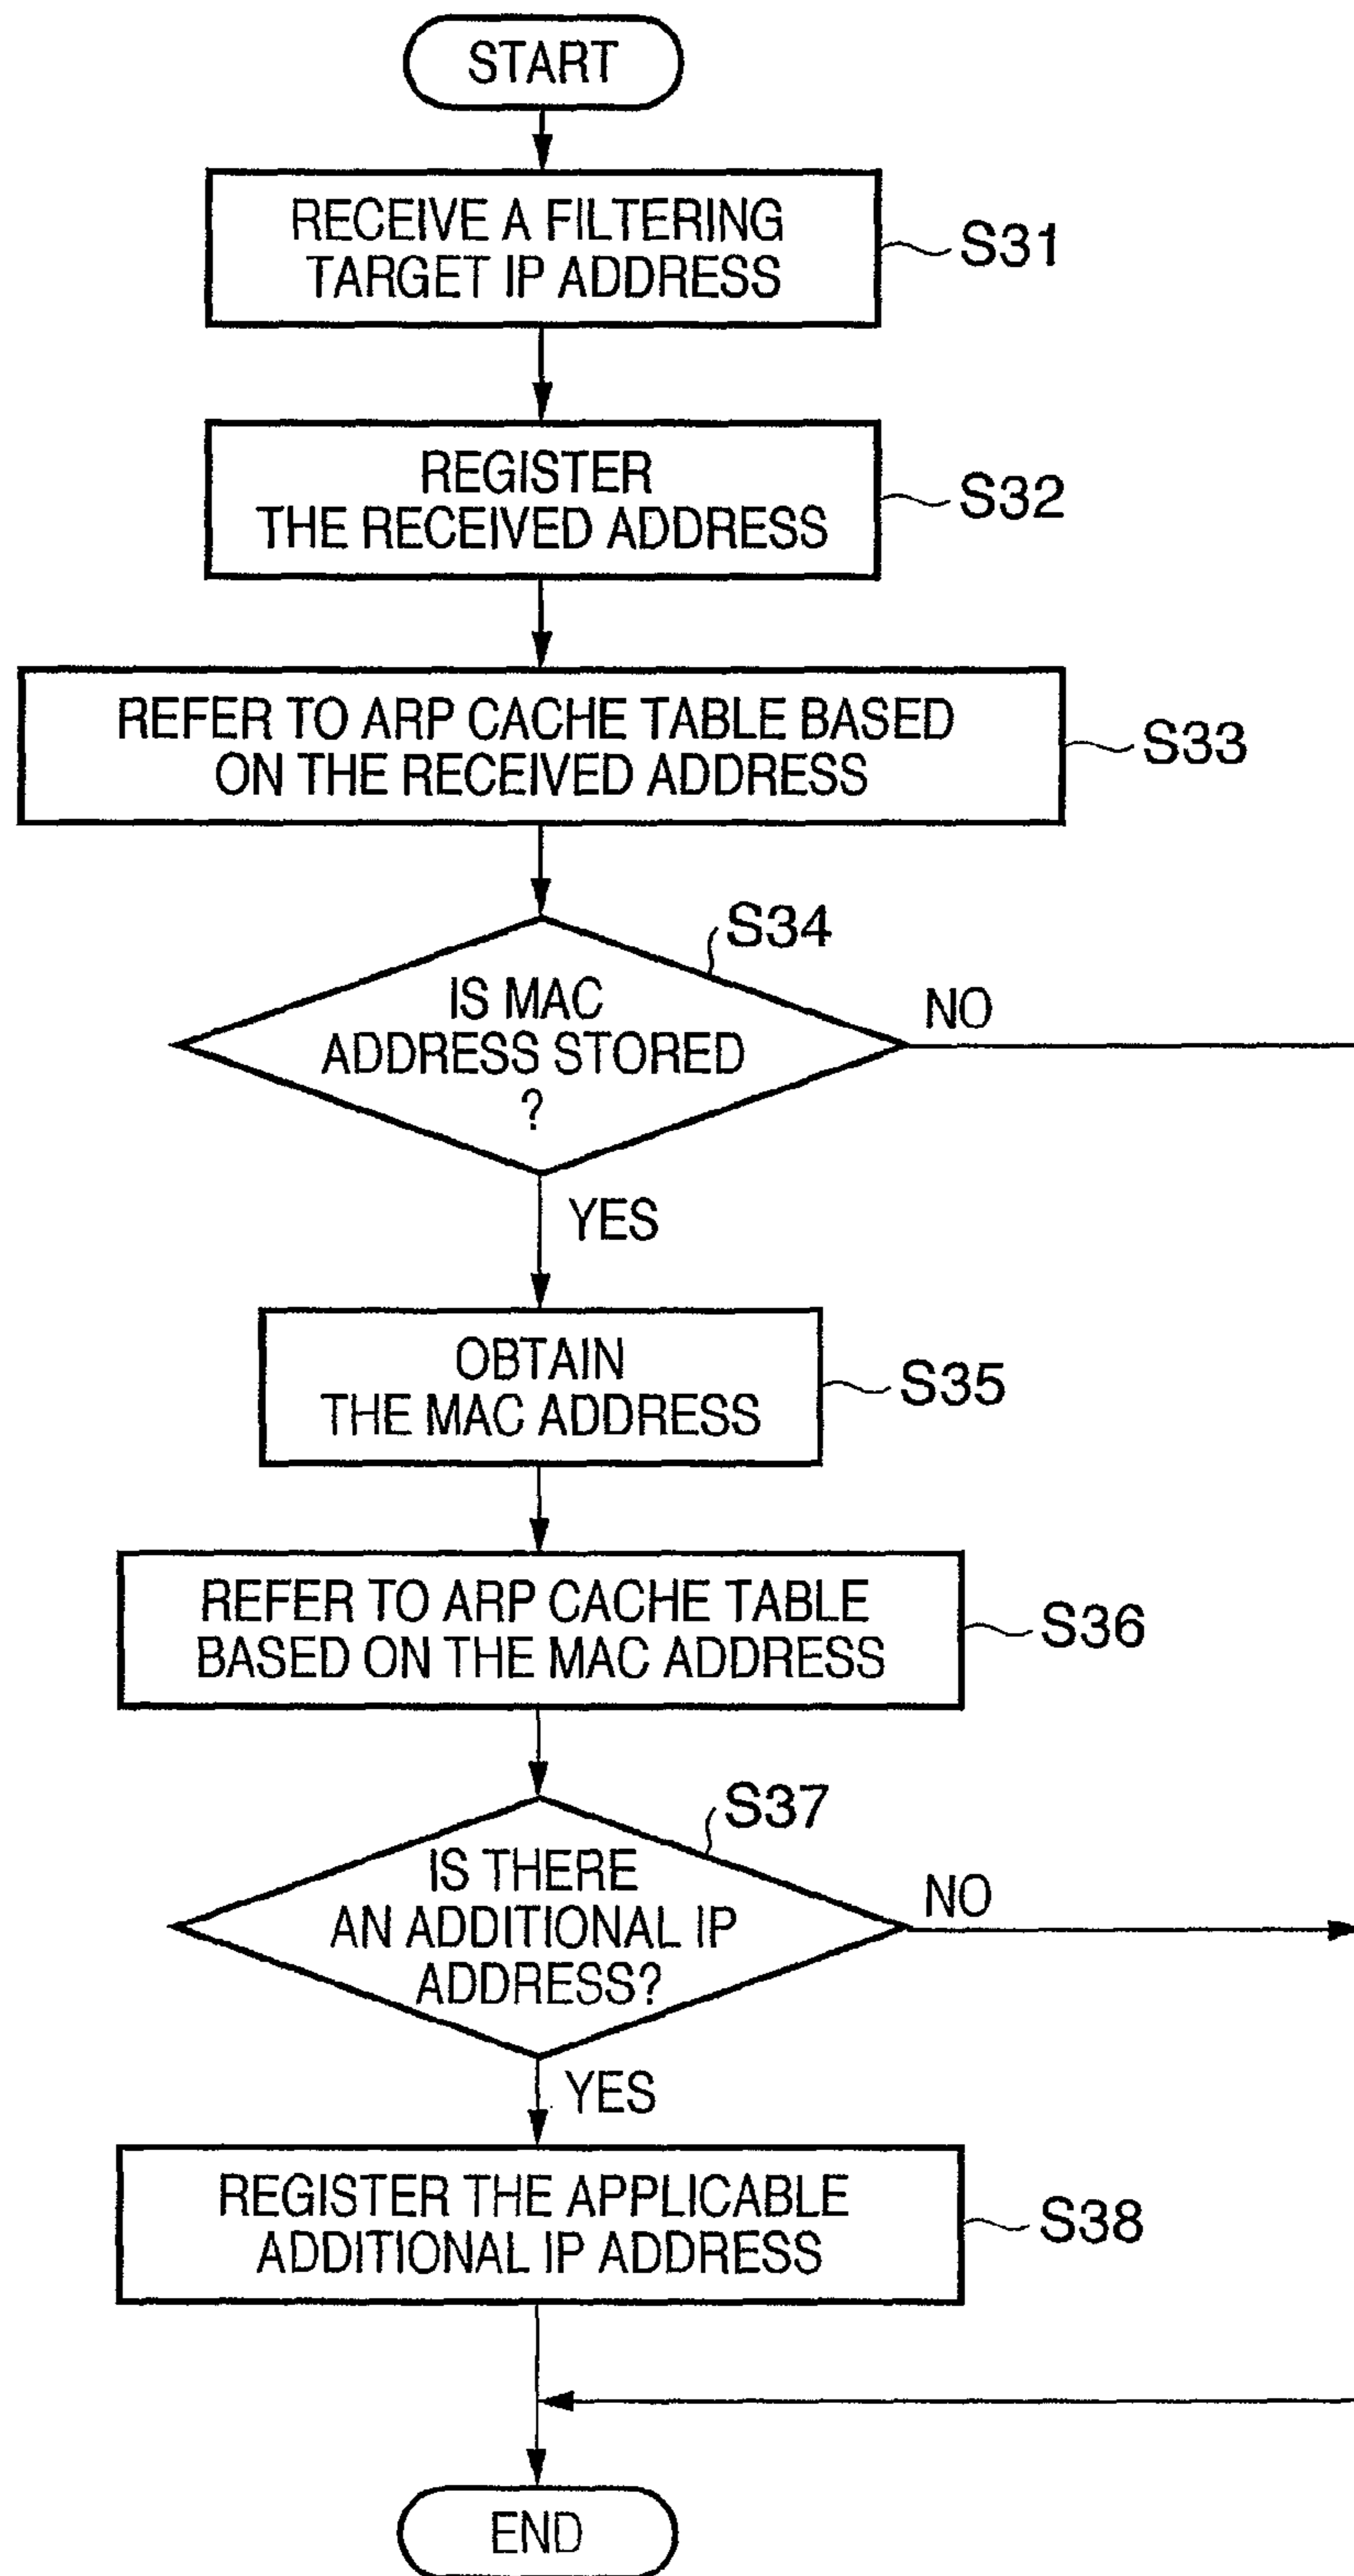 START
RECEIVE A FILTERING
TARGET IP ADDRESS
S31
REGISTER
THE RECEIVED ADDRESS
S32
REFER TO ARP CACHE TABLE BASED
ON THE RECEIVED ADDRESS
S33
S34
IS MAC
ADDRESS STORED
?
NO
YES
OBTAIN
THE MAC ADDRESS
S35
REFER TO ARP CACHE TABLE
BASED ON THE MAC ADDRESS
S36
S37
IS THERE
AN ADDITIONAL IP
ADDRESS?
NO
YES
REGISTER THE APPLICABLE
ADDITIONAL IP ADDRESS
S38
END